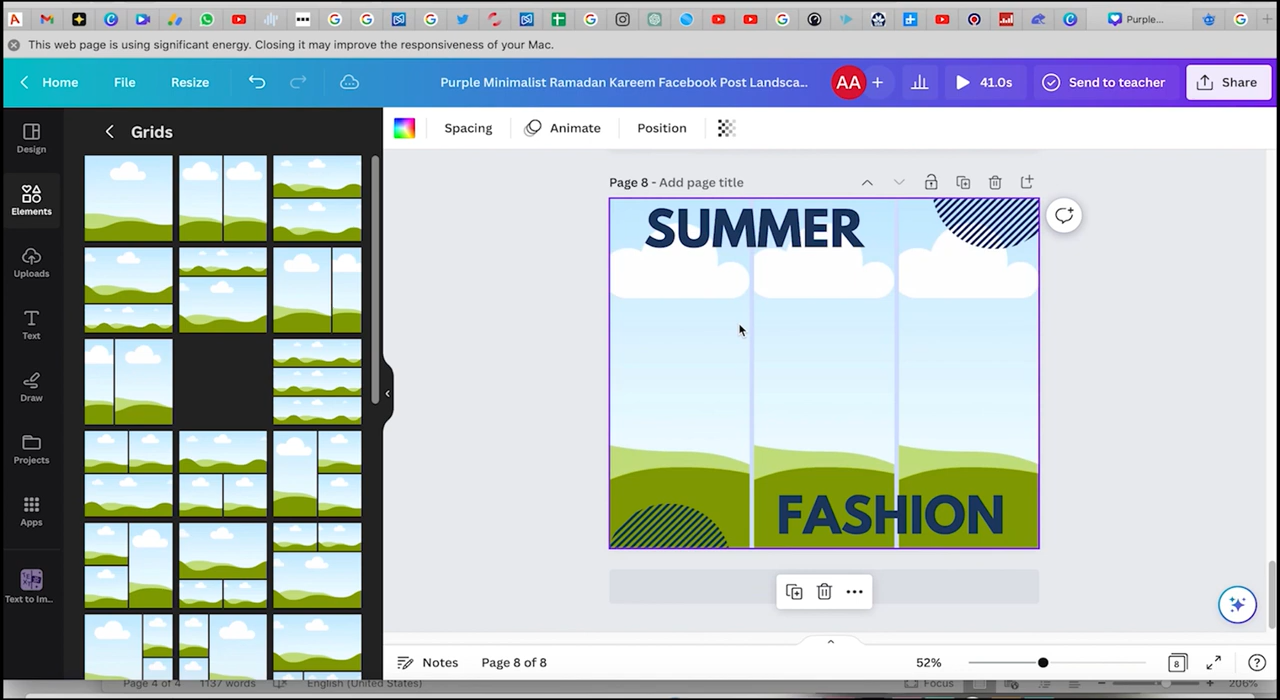 Purple...
This web page is using significant energy. Closing it may improve the responsiveness of your Mac.
Home
File
Resize
Purple Minimalist Ramadan Kareem Facebook Post Landsca...
AA
+
41.0s
Send to teacher
Share
Design
Elements
Uploads
Text
Draw
Projects
Apps
Text to Im...
Grids
Spacing
Animate
Position
Page 8 - Add page title
SUMMER
FASHION
Notes
Page 8 of 8
52%
8
Page 4 of 4
1137 words
English (United States)
Focus
206%